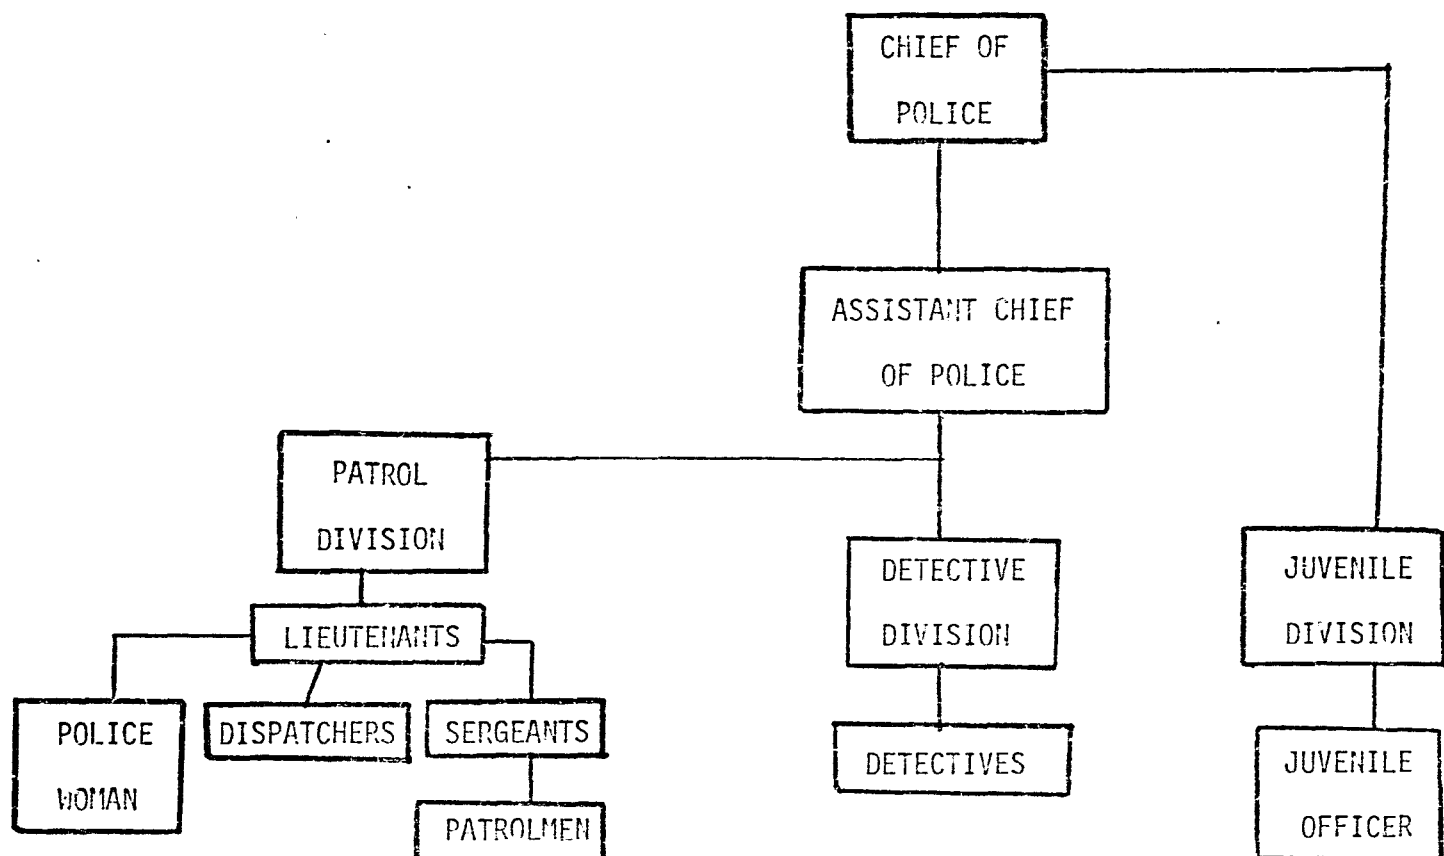 CHIEF OF
POLICE
ASSISTANT CHIEF
OF POLICE
PATROL
DIVISION
DETECTIVE
DIVISION
JUVENILE
DIVISION
LIEUTENANTS
POLICE
WOMAN
DISPATCHERS
SERGEANTS
DETECTIVES
JUVENILE
OFFICER
PATROLMEN